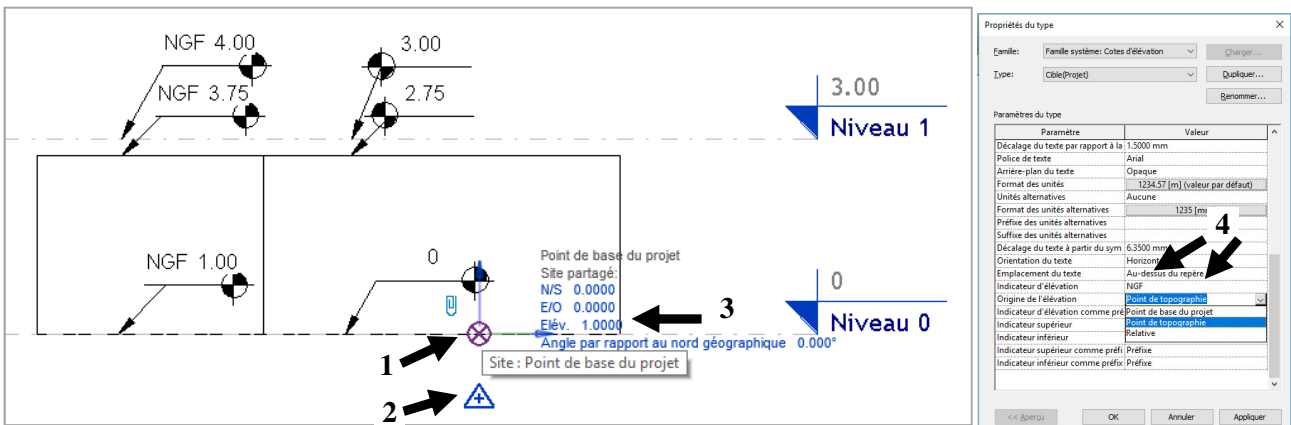 NGF 4.00
3.00
NGF 3.75
2.75
3.00
Niveau 1
NGF 1.00
0
Point de base du projet
Site partagé:
N/S 0.0000
E/O 0.0000
Elév. 1.0000
Angle par rapport au nord géographique 0.000°
3
0
Niveau 0
1
Site : Point de base du projet
2
Propriétés du type
Famille: Famille système: Cotes d'élévation Charger...
Type: Cible(Projet) Dupliquer...
Renommer...
Paramètres du type
Paramètre Valeur
Décalage du texte par rapport à la 1.5000 mm
Police de texte Arial
Arrière-plan du texte Opaque
Format des unités 1234.57 [m] (valeur par défaut)
Unités alternatives Aucune
Format des unités alternatives 1235 [m
Préfixe des unités alternatives
4
Suffixe des unités alternatives
Décalage du texte à partir du sym 6.3500 mm
Orientation du texte Horizont
Emplacement du texte Au-dessus du repère
Indicateur d'élévation NGF
Origine de l'élévation Point de topographie
Indicateur d'élévation comme pré Point de base du projet
Indicateur supérieur Point de topographie
Indicateur inférieur Relative
Indicateur supérieur comme préfi Préfixe
Indicateur inférieur comme préfix Préfixe
<< Aperçu OK Annuler Appliquer